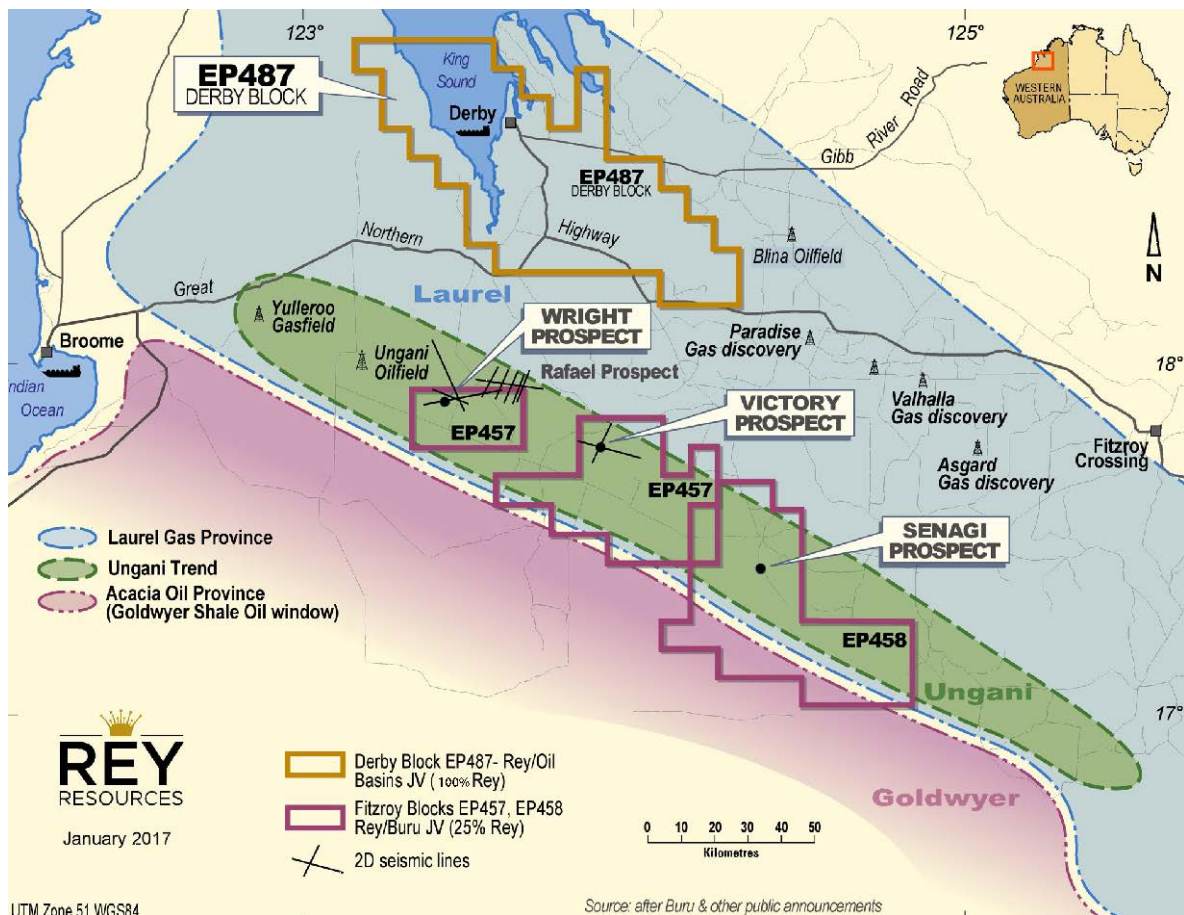 123°
125°
King
Sound
EP487
DERBY BLOCK
Derby
WESTERN
AUSTRALIA
Gibb River Road
EP487
DERBY BLOCK
N
Great Northern Highway
Blina Oilfield
Laurel
Yulleroo
Gasfield
WRIGHT
PROSPECT
Paradise
Gas discovery
Broome
Ungani
Oilfield
Rafael Prospect
18°
ndian
Ocean
VICTORY
PROSPECT
Valhalla
Gas discovery
EP457
Fitzroy
Crossing
Asgard
Gas discovery
EP457
SENAGI
PROSPECT
Laurel Gas Province
Ungani Trend
Acacia Oil Province
(Goldwyer Shale Oil window)
EP458
Ungani
17°
REY
RESOURCES
January 2017
Goldwyer
Derby Block EP487- Rey/Oil
Basins JV ( 100% Rey)
Fitzroy Blocks EP457, EP458
Rey/Buru JV (25% Rey)
2D seismic lines
0 10 20 30 40 50
Kilometres
UTM Zone 51 WGS84
Source: after Buru & other public announcements